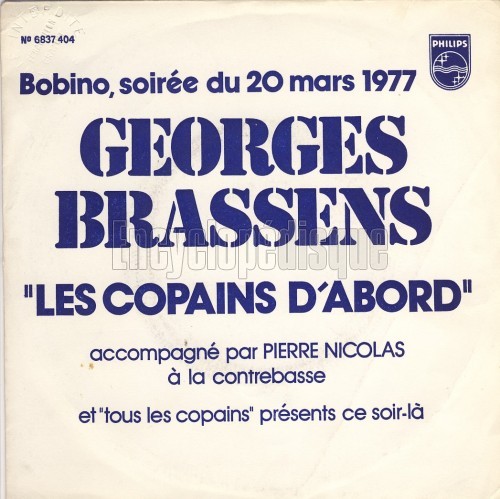 Nº 6837 404
PHILIPS
Bobino, soirée du 20 mars 1977
GEORGES
BRASSENS
Encyclopédisque
"LES COPAINS D'ABORD"
accompagné par PIERRE NICOLAS
à la contrebasse
et "tous les copains" présents ce soir-là